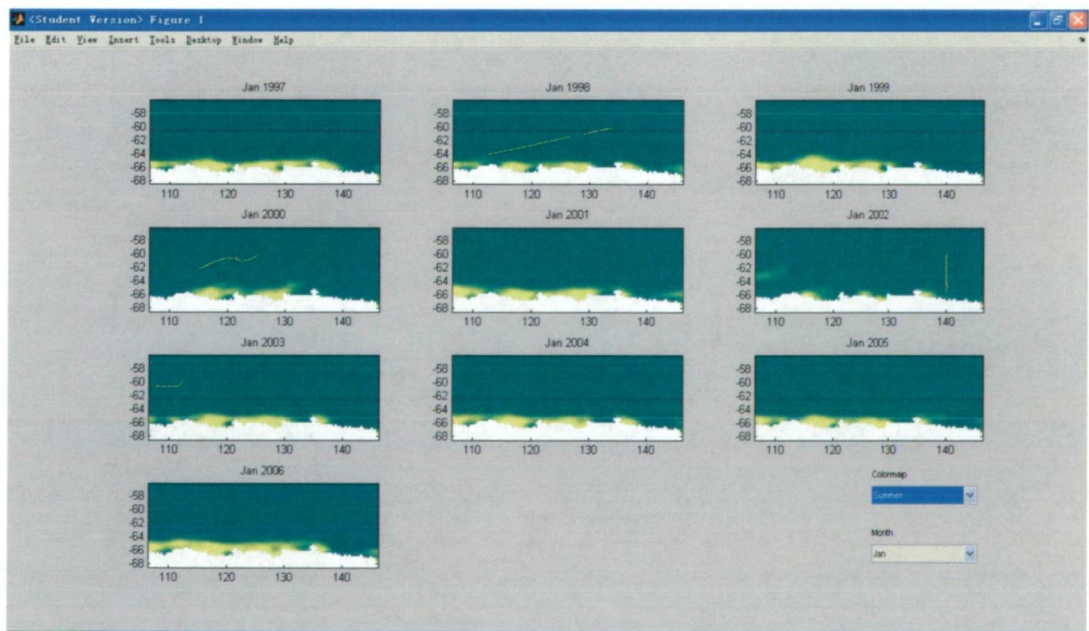 <Student Version> Figure 1
File Edit View Insert Tools Desktop Window Help
Jan 1997
-58
-60
-62
-64
-66
-68
110 120 130 140
Jan 1998
-58
-60
-62
-64
-66
-68
110 120 130 140
Jan 1999
-58
-60
-62
-64
-66
-68
110 120 130 140
Jan 2000
-58
-60
-62
-64
-66
-68
110 120 130 140
Jan 2001
-58
-60
-62
-64
-66
-68
110 120 130 140
Jan 2002
-58
-60
-62
-64
-66
-68
110 120 130 140
Jan 2003
-58
-60
-62
-64
-66
-68
110 120 130 140
Jan 2004
-58
-60
-62
-64
-66
-68
110 120 130 140
Jan 2005
-58
-60
-62
-64
-66
-68
110 120 130 140
Jan 2006
-58
-60
-62
-64
-66
-68
110 120 130 140
Colormap
Summer
Month
Jan